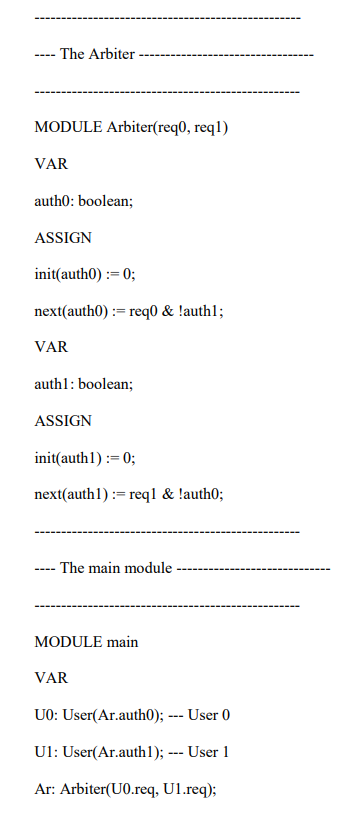 --------------------------------------------------
---- The Arbiter ---------------------------------
--------------------------------------------------
MODULE Arbiter(req0, req1)
VAR
auth0: boolean;
ASSIGN
init(auth0) := 0;
next(auth0) := req0 & !auth1;
VAR
auth1: boolean;
ASSIGN
init(auth1) := 0;
next(auth1) := req1 & !auth0;
--------------------------------------------------
---- The main module -----------------------------
--------------------------------------------------
MODULE main
VAR
U0: User(Ar.auth0); --- User 0
U1: User(Ar.auth1); --- User 1
Ar: Arbiter(U0.req, U1.req);